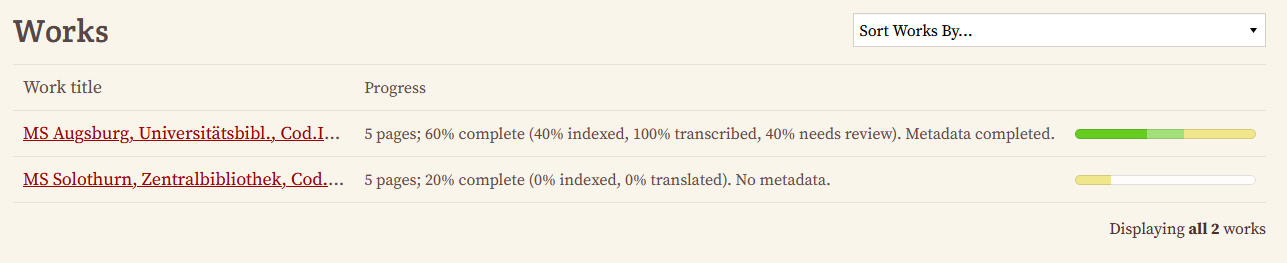 Works
Sort Works By...
Work title Progress
MS Augsburg, Universitätsbibl., Cod.I... 5 pages; 60% complete (40% indexed, 100% transcribed, 40% needs review). Metadata completed.
MS Solothurn, Zentralbibliothek, Cod.... 5 pages; 20% complete (0% indexed, 0% translated). No metadata.
Displaying all 2 works